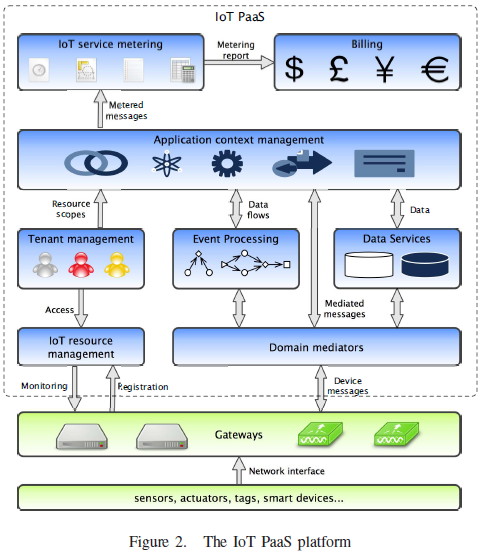 IoT PaaS
IoT service metering
Metering
report
Billing
$ £ ¥ €
Metered
messages
Application context management
Resource
scopes
Data
flows
Data
Tenant management
Event Processing
Data Services
Access
Mediated
messages
IoT resource
management
Domain mediators
Monitoring
Registration
Device
messages
Gateways
Network interface
sensors, actuators, tags, smart devices...
Figure 2. The IoT PaaS platform